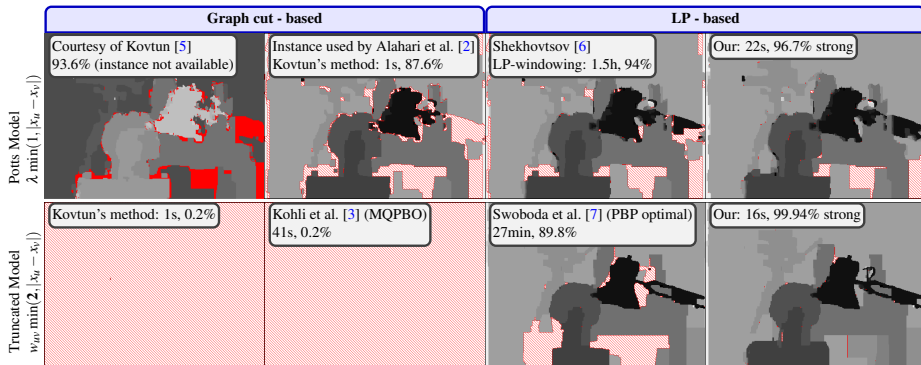 Graph cut - based
LP - based
Potts Model
λ min(1, |x_u − x_v|)
Courtesy of Kovtun [5]
93.6% (instance not available)
Instance used by Alahari et al. [2]
Kovtun's method: 1s, 87.6%
Shekhovtsov [6]
LP-windowing: 1.5h, 94%
Our: 22s, 96.7% strong
Truncated Model
w_uv min(2, |x_u − x_v|)
Kovtun's method: 1s, 0.2%
Kohli et al. [3] (MQPBO)
41s, 0.2%
Swoboda et al. [7] (PBP optimal)
27min, 89.8%
Our: 16s, 99.94% strong